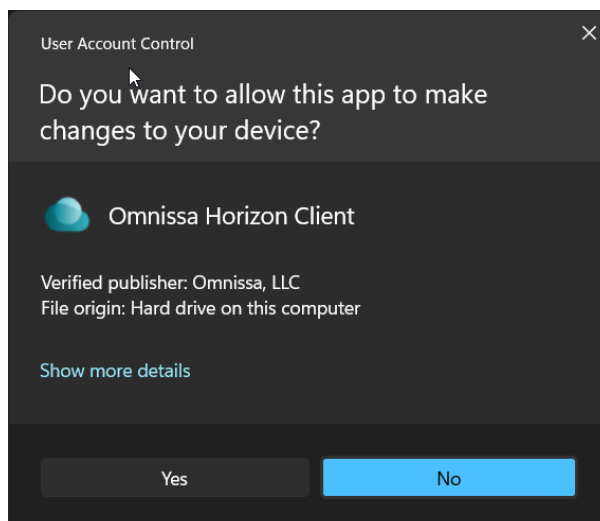 User Account Control
Do you want to allow this app to make
changes to your device?
Omnissa Horizon Client
Verified publisher: Omnissa, LLC
File origin: Hard drive on this computer
Show more details
Yes
No